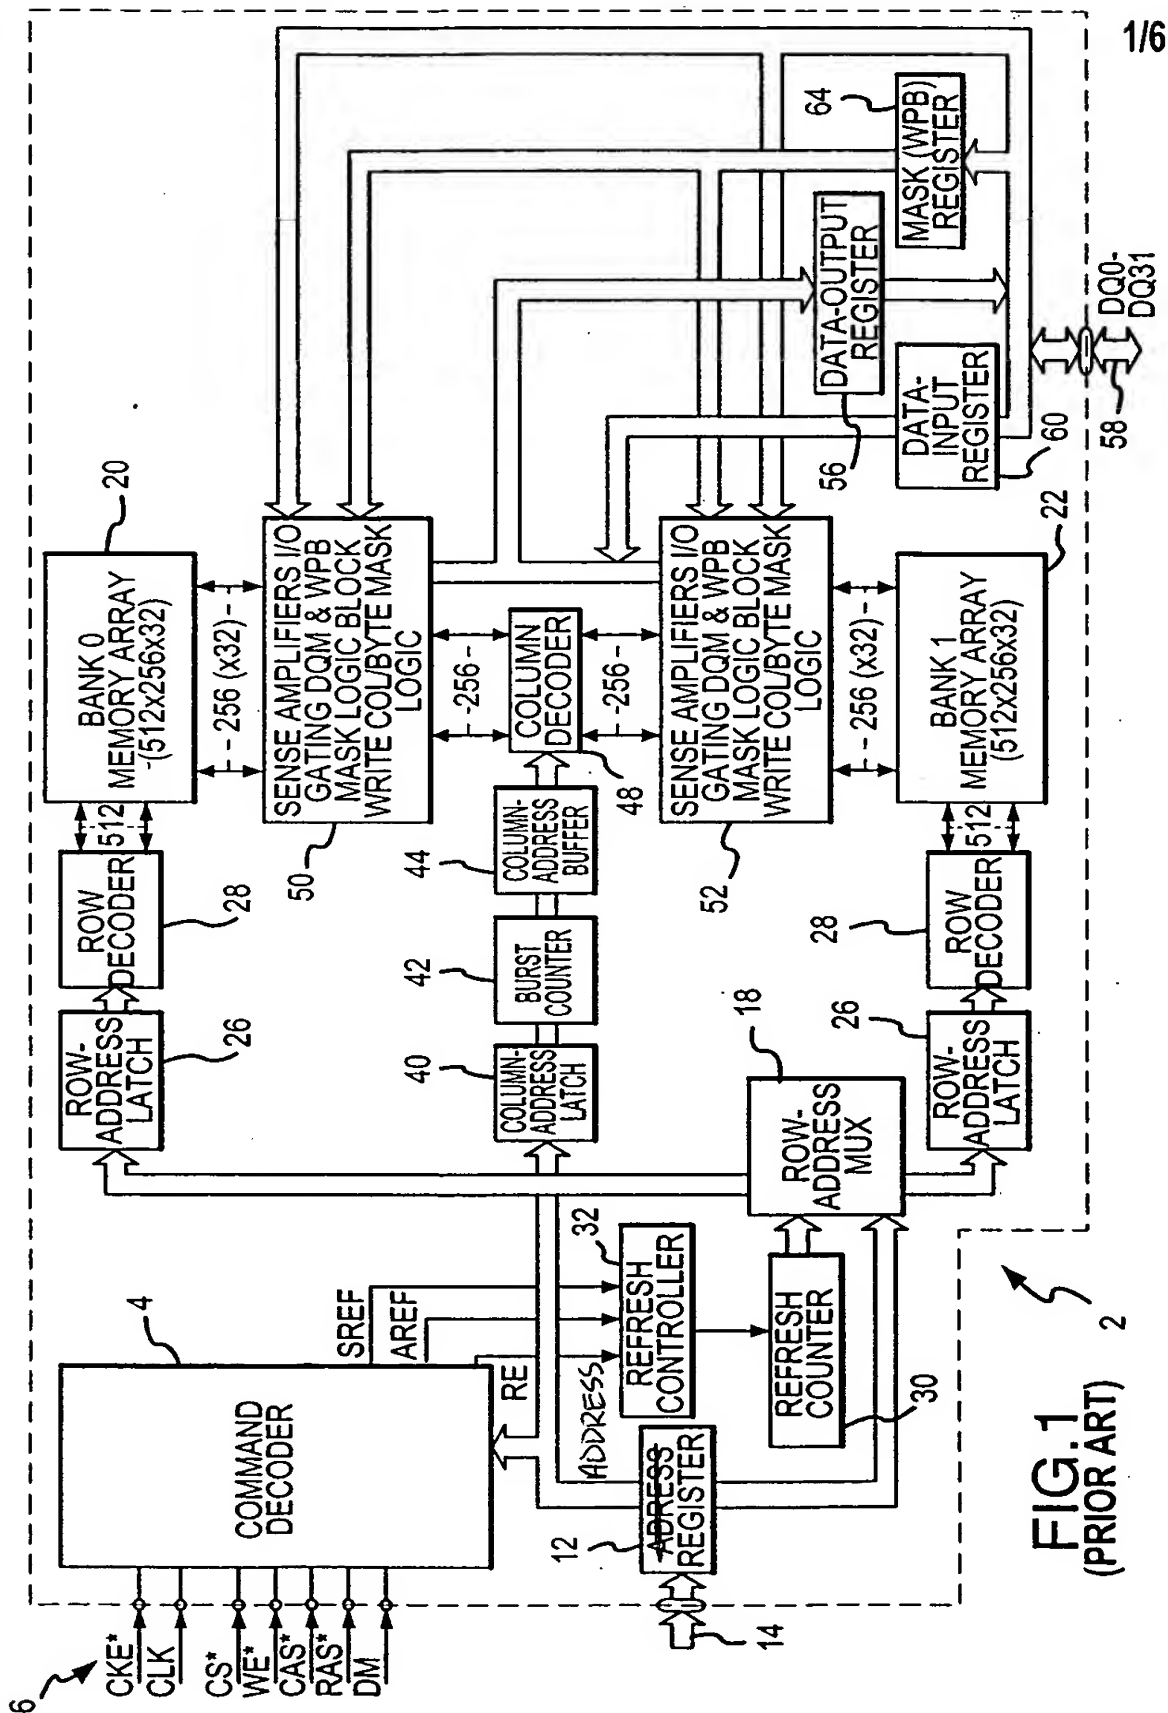 1/6
6
CKE*
CLK
CS*
WE*
CAS*
RAS*
DM
4
COMMAND
DECODER
SREF
AREF
RE
ADDRESS
14
12
ADRESS
REGISTER
32
REFRESH
CONTROLLER
REFRESH
COUNTER
30
18
ROW-
ADDRESS
MUX
ROW-
ADDRESS
LATCH
26
ROW
DECODER
28
512
BANK 0
MEMORY ARRAY
(512x256x32)
20
256 (x32)
SENSE AMPLIFIERS I/O
GATING DQM & WPB
MASK LOGIC BLOCK
WRITE COL/BYTE MASK
LOGIC
50
256
COLUMN-
ADDRESS
LATCH
40
BURST
COUNTER
42
COLUMN-
ADDRESS
BUFFER
44
COLUMN
DECODER
48
256
SENSE AMPLIFIERS I/O
GATING DQM & WPB
MASK LOGIC BLOCK
WRITE COL/BYTE MASK
LOGIC
52
256 (x32)
ROW-
ADDRESS
LATCH
26
ROW
DECODER
28
512
BANK 1
MEMORY ARRAY
(512x256x32)
22
DATA-OUTPUT
REGISTER
56
DATA-
INPUT
REGISTER
60
MASK (WPB)
REGISTER
64
DQ0-
DQ31
58
2
FIG.1
(PRIOR ART)